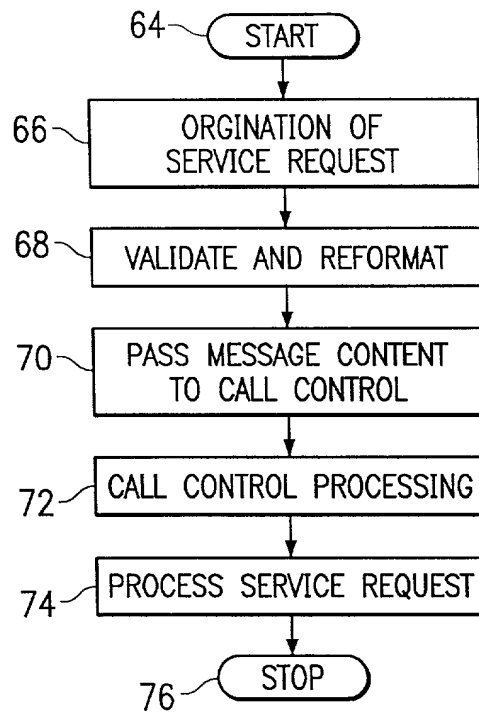 64 START
66 ORGINATION OF
SERVICE REQUEST
68 VALIDATE AND REFORMAT
70 PASS MESSAGE CONTENT
TO CALL CONTROL
72 CALL CONTROL PROCESSING
74 PROCESS SERVICE REQUEST
76 STOP